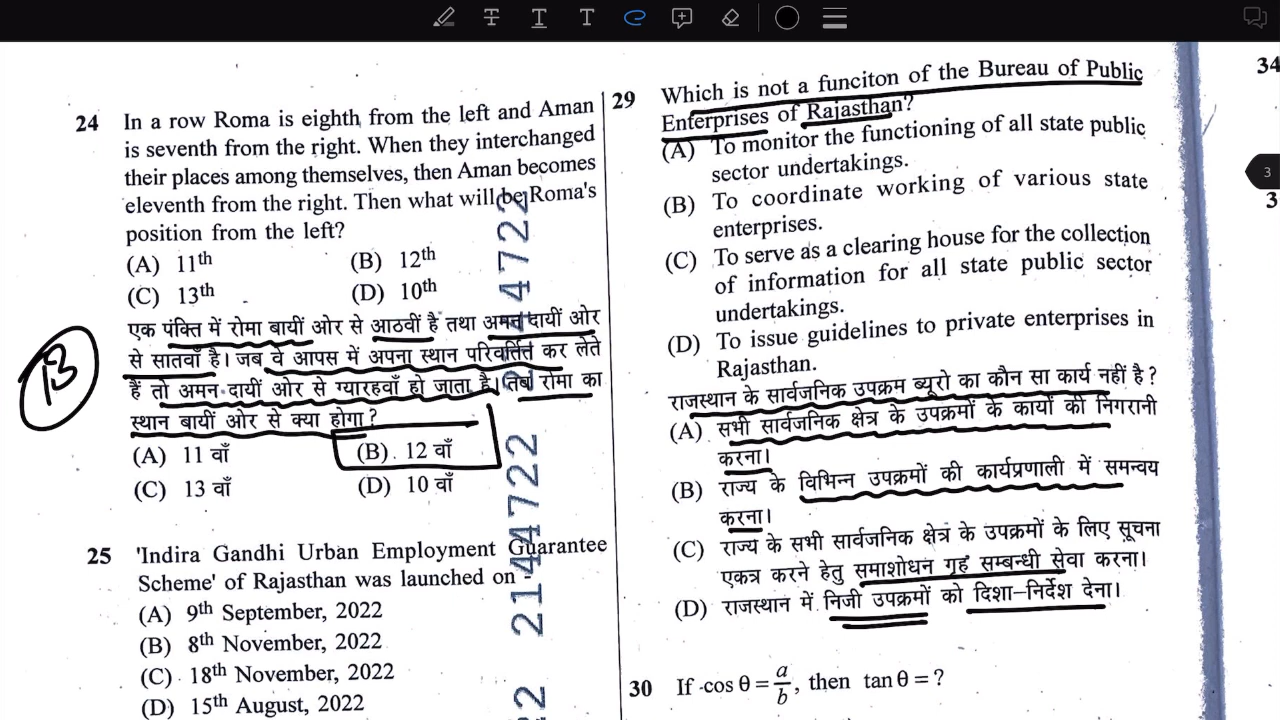 24 In a row Roma is eighth from the left and Aman
is seventh from the right. When they interchanged
their places among themselves, then Aman becomes
eleventh from the right. Then what will be Roma's
position from the left?
(A) 11th (B) 12th
(C) 13th (D) 10th
एक पंक्ति में रोमा बायीं ओर से आठवीं है तथा अमन दायीं ओर
से सातवाँ है। जब वे आपस में अपना स्थान परिवर्तित कर लेते
हैं तो अमन दायीं ओर से ग्यारहवाँ हो जाता है। तब रोमा का
स्थान बायीं ओर से क्या होगा?
(A) 11 वाँ (B) 12 वाँ
(C) 13 वाँ (D) 10 वाँ
B
25 'Indira Gandhi Urban Employment Guarantee
Scheme' of Rajasthan was launched on -
(A) 9th September, 2022
(B) 8th November, 2022
(C) 18th November, 2022
(D) 15th August, 2022
2144722
29 Which is not a funciton of the Bureau of Public
Enterprises of Rajasthan?
(A) To monitor the functioning of all state public
sector undertakings.
(B) To coordinate working of various state
enterprises.
(C) To serve as a clearing house for the collection
of information for all state public sector
undertakings.
(D) To issue guidelines to private enterprises in
Rajasthan.
राजस्थान के सार्वजनिक उपक्रम ब्यूरो का कौन सा कार्य नहीं है?
(A) सभी सार्वजनिक क्षेत्र के उपक्रमों के कार्यो की निगरानी
करना।
(B) राज्य के विभिन्न उपक्रमों की कार्यप्रणाली में समन्वय
करना।
(C) राज्य के सभी सार्वजनिक क्षेत्र के उपक्रमों के लिए सूचना
एकत्र करने हेतु समाशोधन गृह सम्बन्धी सेवा करना।
(D) राजस्थान में निजी उपक्रमों को दिशा-निर्देश देना।
30 If cos θ = a/b, then tan θ = ?
34
3
3